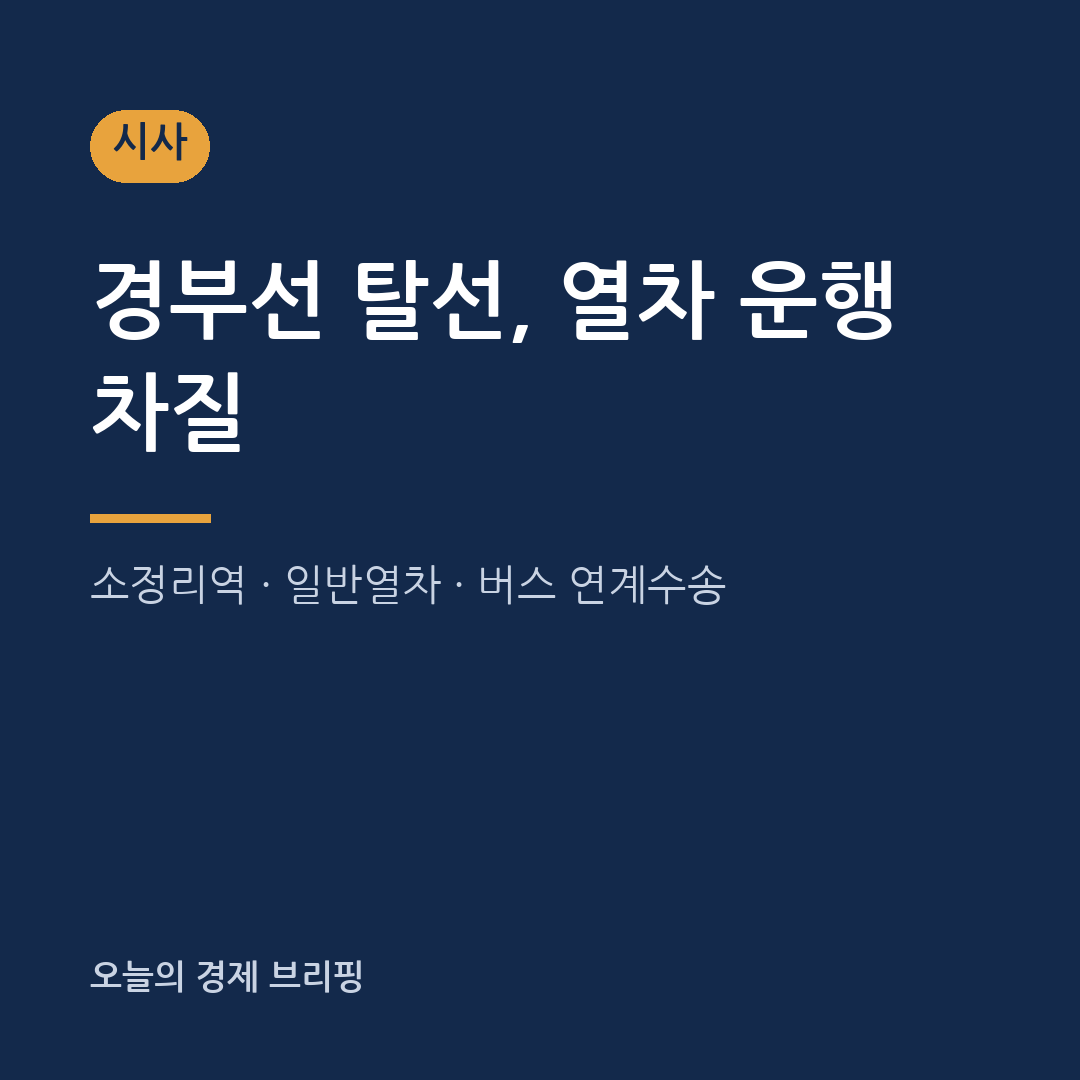 시사
경부선 탈선, 열차 운행
차질
소정리역 · 일반열차 · 버스 연계수송
오늘의 경제 브리핑